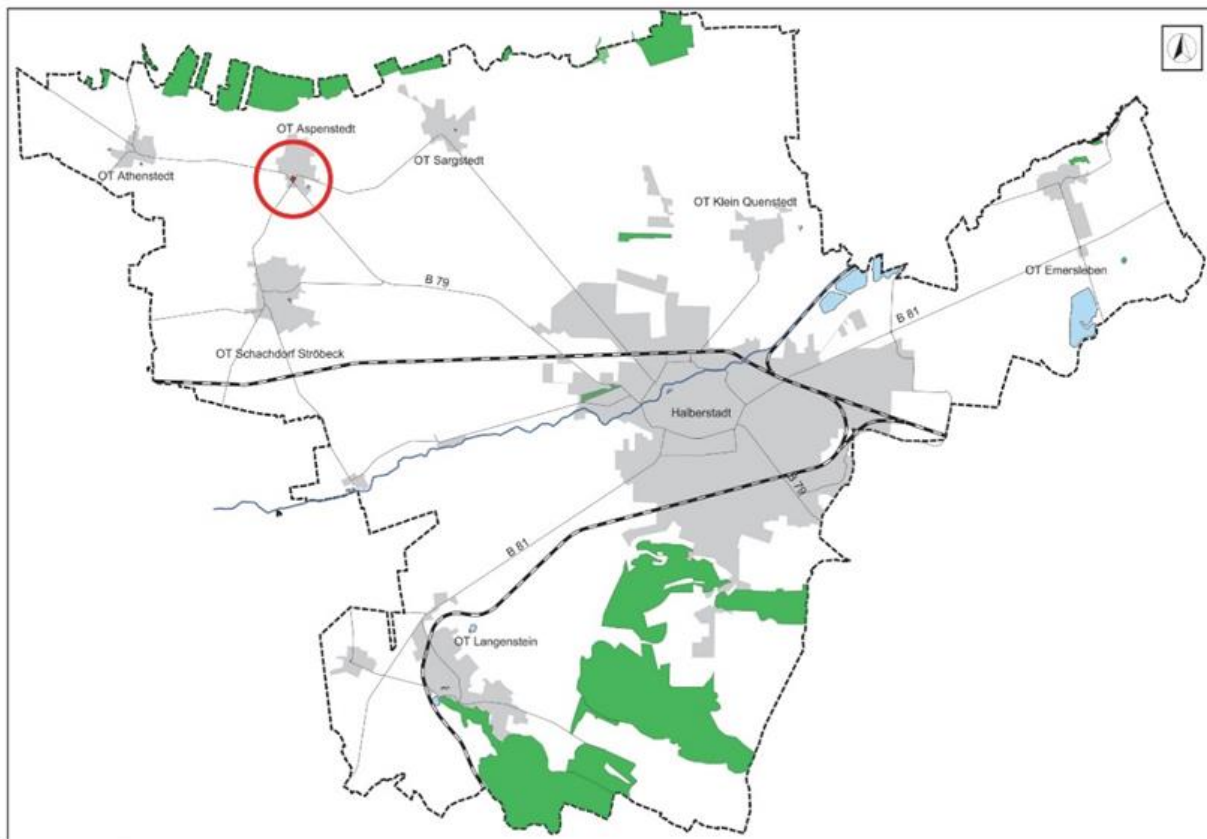 OT Aspenstedt
OT Sargstedt
OT Athenstedt
OT Klein Quenstedt
OT Emersleben
B 79
B 81
OT Schachdorf Ströbeck
Halberstadt
B 79
B 81
OT Langenstein